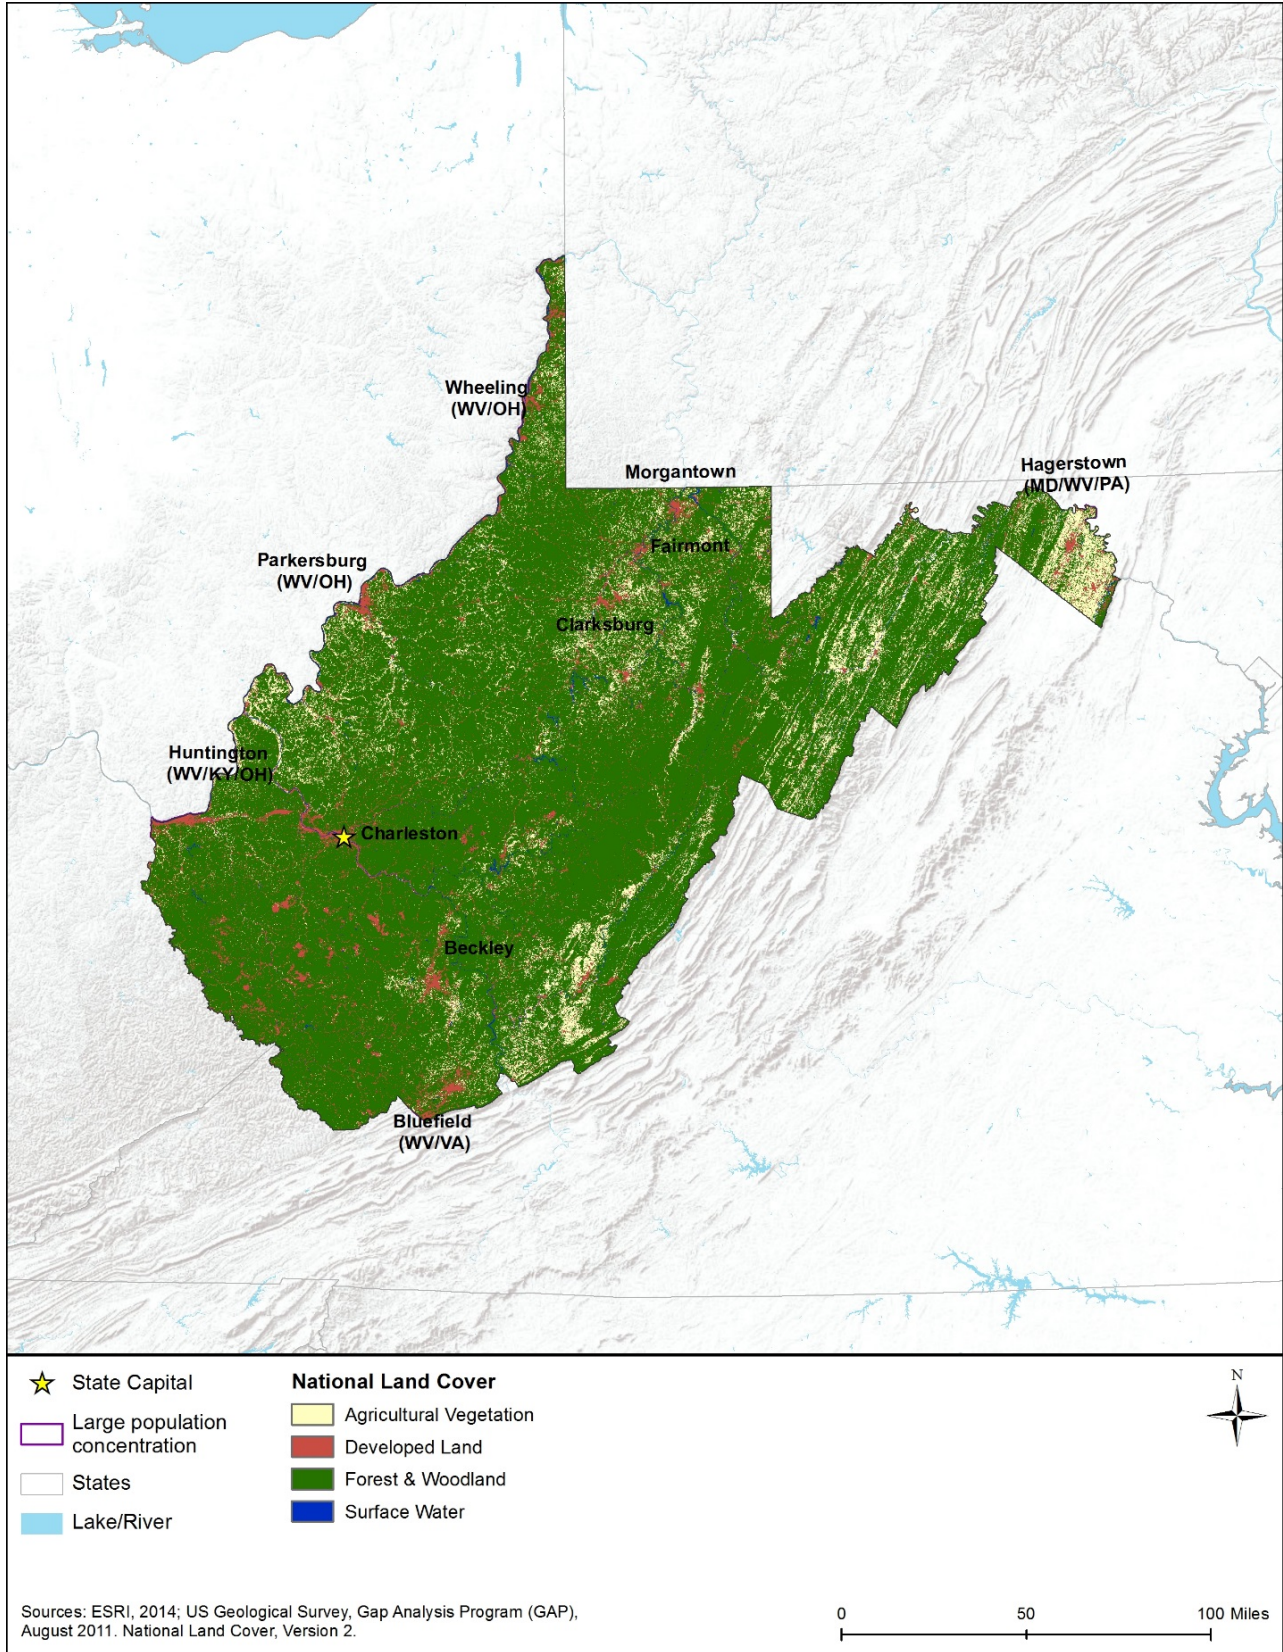 Wheeling
(WV/OH)
Morgantown
Hagerstown
(MD/WV/PA)
Fairmont
Parkersburg
(WV/OH)
Clarksburg
Huntington
(WV/KY/OH)
Charleston
Beckley
Bluefield
(WV/VA)
State Capital
Large population
concentration
States
Lake/River
National Land Cover
Agricultural Vegetation
Developed Land
Forest & Woodland
Surface Water
N
Sources: ESRI, 2014; US Geological Survey, Gap Analysis Program (GAP),
August 2011. National Land Cover, Version 2.
0 50 100 Miles